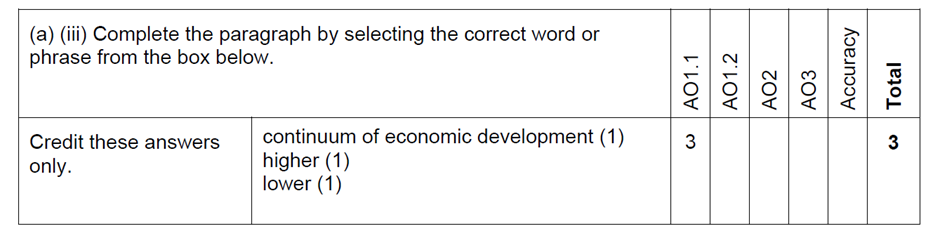 (a) (iii) Complete the paragraph by selecting the correct word or
phrase from the box below.
AO1.1
AO1.2
AO2
AO3
Accuracy
Total
Credit these answers
only.
continuum of economic development (1)
higher (1)
lower (1)
3
3